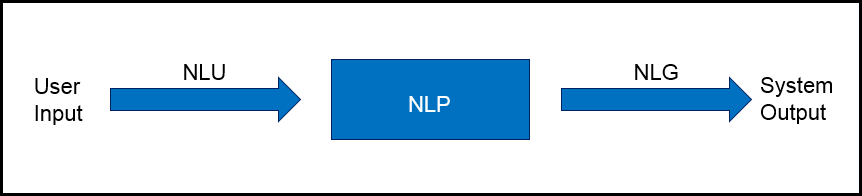 User
Input
NLU
NLP
NLG
System
Output